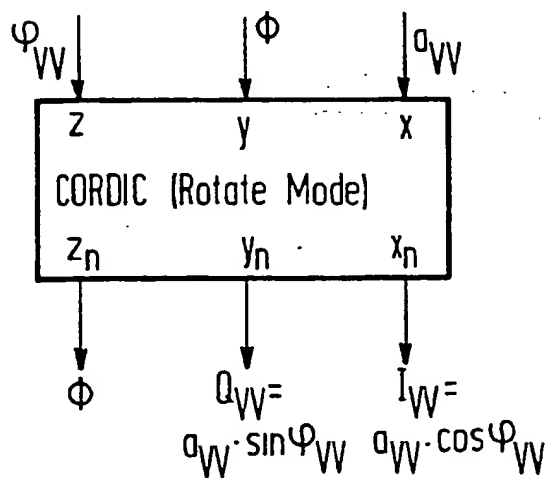 φVV Φ aVV
z y x
CORDIC (Rotate Mode)
zn yn xn
Φ QVV= IVV=
aVV·sinφVV aVV·cosφVV